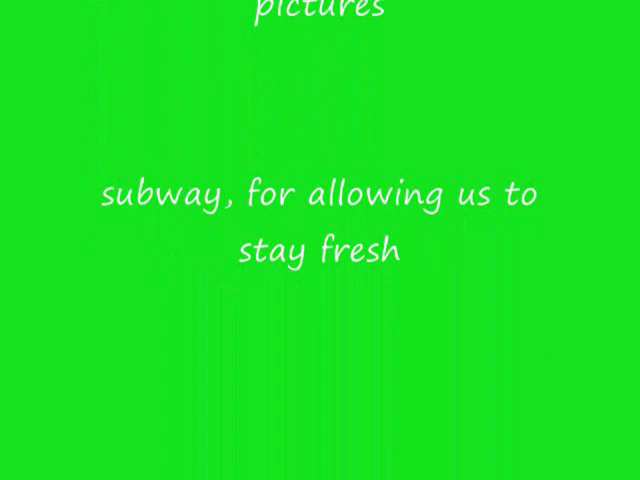 pictures
subway, for allowing us to
stay fresh